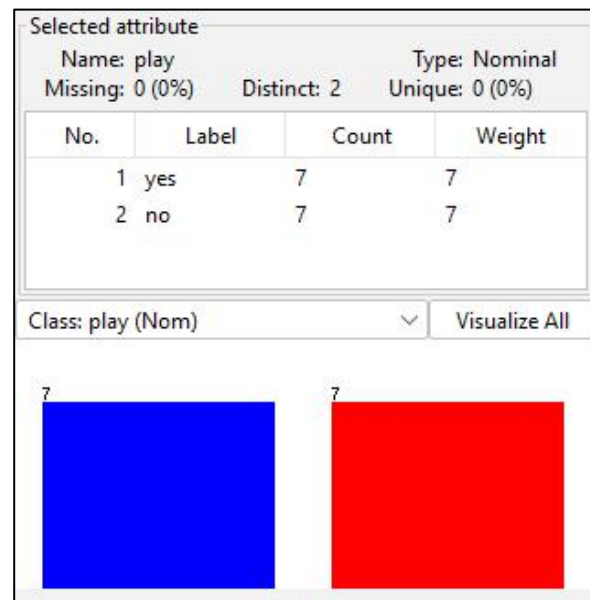 Selected attribute
Name: play Type: Nominal
Missing: 0 (0%) Distinct: 2 Unique: 0 (0%)
No. Label Count Weight
1 yes 7 7
2 no 7 7
Class: play (Nom) Visualize All
7 7